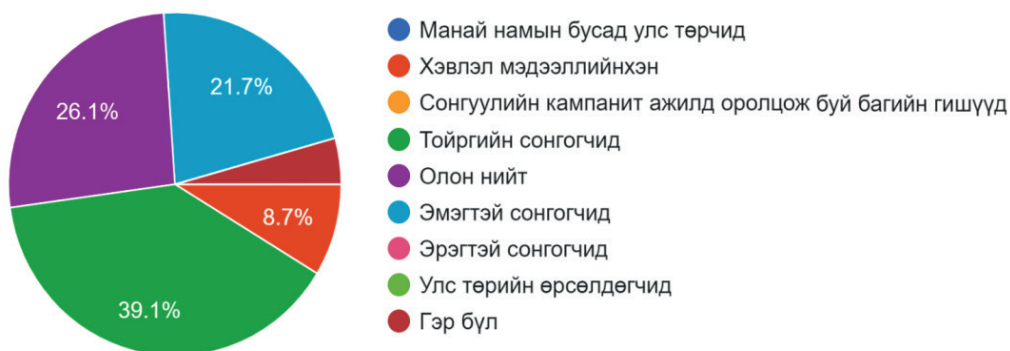 26.1%
21.7%
8.7%
39.1%
Манай намын бусад улс төрчид
Хэвлэл мэдээллийнхэн
Сонгуулийн кампанит ажилд оролцож буй багийн гишүүд
Тойргийн сонгогчид
Олон нийт
Эмэгтэй сонгогчид
Эрэгтэй сонгогчид
Улс төрийн өрсөлдөгчид
Гэр бүл